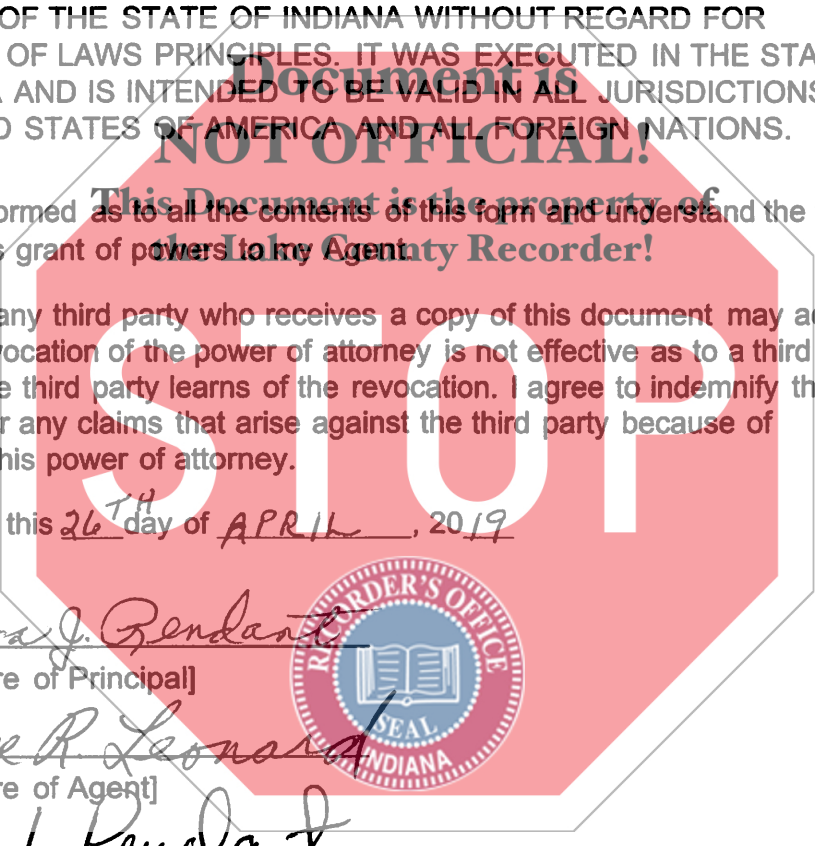 OF THE STATE OF INDIANA WITHOUT REGARD FOR
OF LAWS PRINCIPLES. IT WAS EXECUTED IN THE STA
Document is
A AND IS INTENDED TO BE VALID IN ALL JURISDICTIONS
D STATES OF AMERICA AND ALL FOREIGN NATIONS.
NOT OFFICIAL!
This Document is the property of
ormed as to all the contents of this form and understand the
s grant of powers to my Agent.
the Lake County Recorder!
any third party who receives a copy of this document may ac
vocation of the power of attorney is not effective as to a third
e third party learns of the revocation. I agree to indemnify th
r any claims that arise against the third party because of
his power of attorney.
STOP
this 26TH day of APRIL, 2019
RECORDER'S OFFICE
SEAL
INDIANA
a J. Rendant
re of Principal]
e R. Leonard
re of Agent]